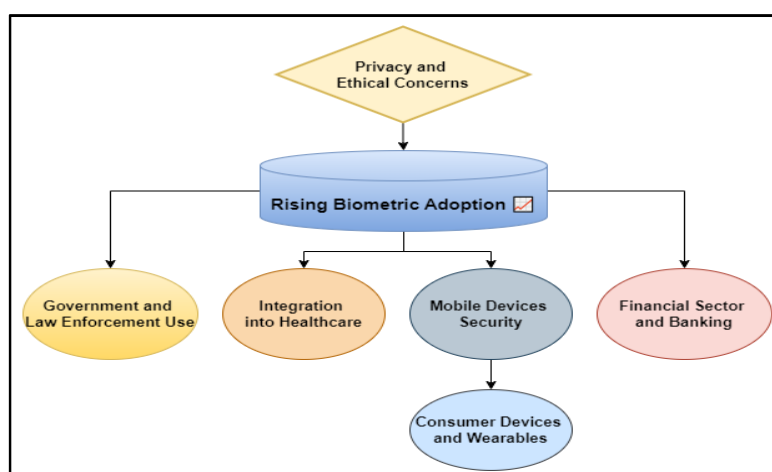 Privacy and
Ethical Concerns
Rising Biometric Adoption 📈
Government and
Law Enforcement Use
Integration
into Healthcare
Mobile Devices
Security
Financial Sector
and Banking
Consumer Devices
and Wearables